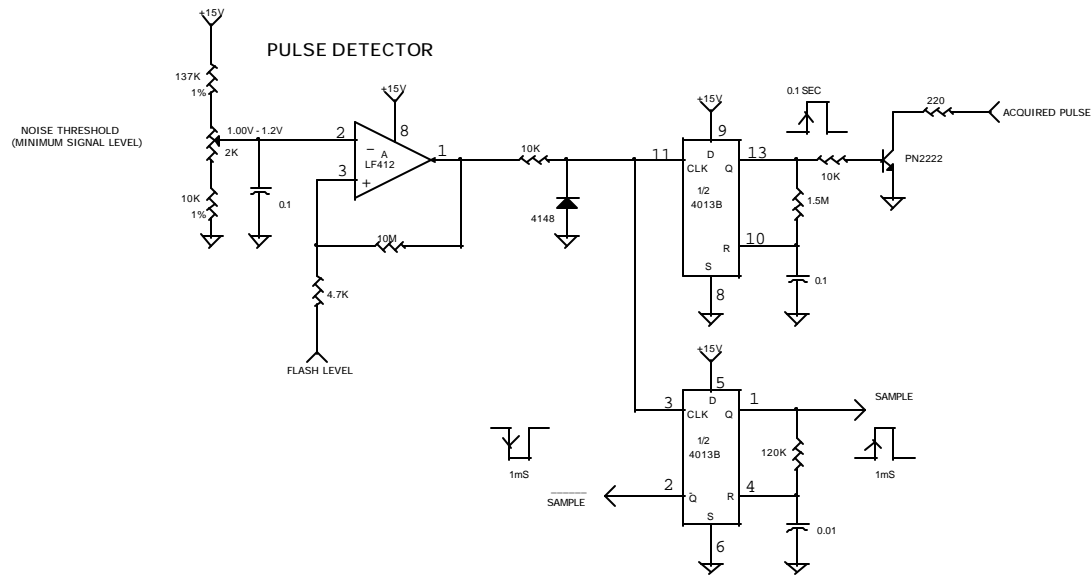 +15V
PULSE DETECTOR
137K
1%
NOISE THRESHOLD
(MINIMUM SIGNAL LEVEL)
1.00V - 1.2V
2K
10K
1%
0.1
+15V
2
8
A
LF412
1
3
−
+
10M
4.7K
FLASH LEVEL
10K
4148
+15V
9
11
D
13
CLK
Q
1/2
4013B
R
10
S
8
0.1 SEC
10K
1.5M
0.1
220
ACQUIRED PULSE
PN2222
+15V
5
3
D
1
CLK
Q
1/2
4013B
2
Q
R
4
S
6
SAMPLE
1mS
120K
0.01
1mS
SAMPLE